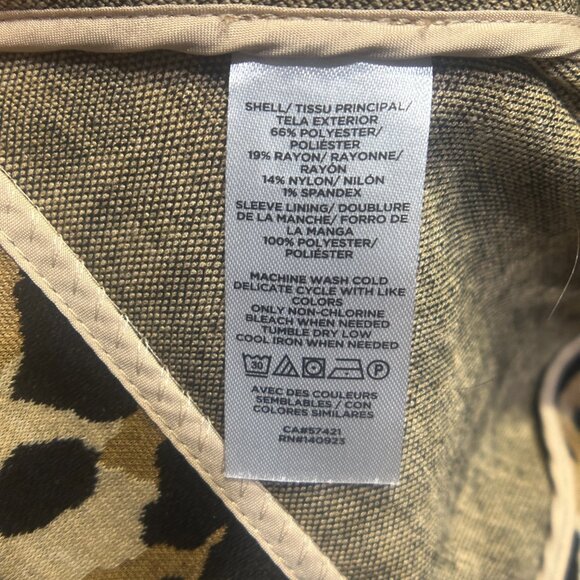 SHELL/ TISSU PRINCIPAL/
TELA EXTERIOR
66% POLYESTER/
POLIÉSTER
19% RAYON/ RAYONNE/
RAYÓN
14% NYLON/ NILÓN
1% SPANDEX
SLEEVE LINING/ DOUBLURE
DE LA MANCHE/ FORRO DE
LA MANGA
100% POLYESTER/
POLIÉSTER
MACHINE WASH COLD
DELICATE CYCLE WITH LIKE
COLORS
ONLY NON-CHLORINE
BLEACH WHEN NEEDED
TUMBLE DRY LOW
COOL IRON WHEN NEEDED
30 P
AVEC DES COULEURS
SEMBLABLES / CON
COLORES SIMILARES
CA#57421
RN#140923